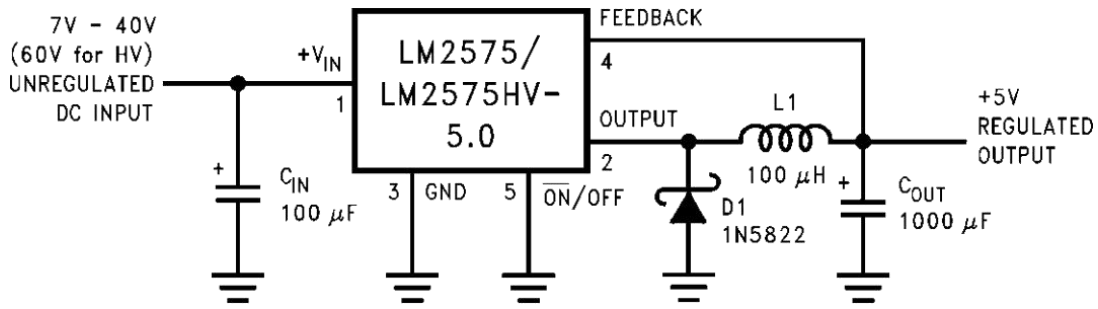 7V – 40V
(60V for HV)
UNREGULATED
DC INPUT
+VIN
1
LM2575/
LM2575HV–
5.0
FEEDBACK
4
OUTPUT
2
L1
100 μH
+5V
REGULATED
OUTPUT
+
CIN
100 μF
3
GND
5
ON/OFF
D1
1N5822
+
COUT
1000 μF